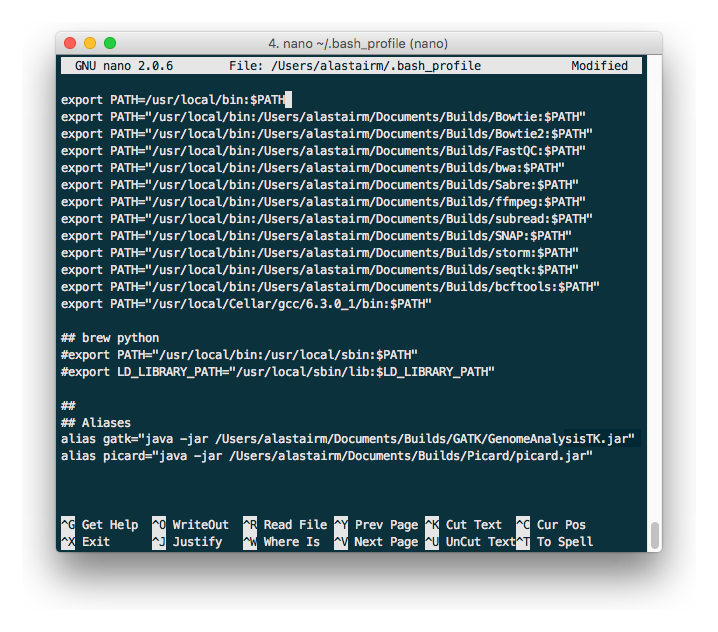 4. nano ~/.bash_profile (nano)
GNU nano 2.0.6 File: /Users/alastairm/.bash_profile Modified
export PATH=/usr/local/bin:$PATH
export PATH="/usr/local/bin:/Users/alastairm/Documents/Builds/Bowtie:$PATH"
export PATH="/usr/local/bin:/Users/alastairm/Documents/Builds/Bowtie2:$PATH"
export PATH="/usr/local/bin:/Users/alastairm/Documents/Builds/FastQC:$PATH"
export PATH="/usr/local/bin:/Users/alastairm/Documents/Builds/bwa:$PATH"
export PATH="/usr/local/bin:/Users/alastairm/Documents/Builds/Sabre:$PATH"
export PATH="/usr/local/bin:/Users/alastairm/Documents/Builds/ffmpeg:$PATH"
export PATH="/usr/local/bin:/Users/alastairm/Documents/Builds/subread:$PATH"
export PATH="/usr/local/bin:/Users/alastairm/Documents/Builds/SNAP:$PATH"
export PATH="/usr/local/bin:/Users/alastairm/Documents/Builds/storm:$PATH"
export PATH="/usr/local/bin:/Users/alastairm/Documents/Builds/seqtk:$PATH"
export PATH="/usr/local/bin:/Users/alastairm/Documents/Builds/bcftools:$PATH"
export PATH="/usr/local/Cellar/gcc/6.3.0_1/bin:$PATH"
## brew python
#export PATH="/usr/local/bin:/usr/local/sbin:$PATH"
#export LD_LIBRARY_PATH="/usr/local/sbin/lib:$LD_LIBRARY_PATH"
##
## Aliases
alias gatk="java -jar /Users/alastairm/Documents/Builds/GATK/GenomeAnalysisTK.jar"
alias picard="java -jar /Users/alastairm/Documents/Builds/Picard/picard.jar"
^G Get Help ^O WriteOut ^R Read File ^Y Prev Page ^K Cut Text ^C Cur Pos
^X Exit ^J Justify ^W Where Is ^V Next Page ^U UnCut Text ^T To Spell